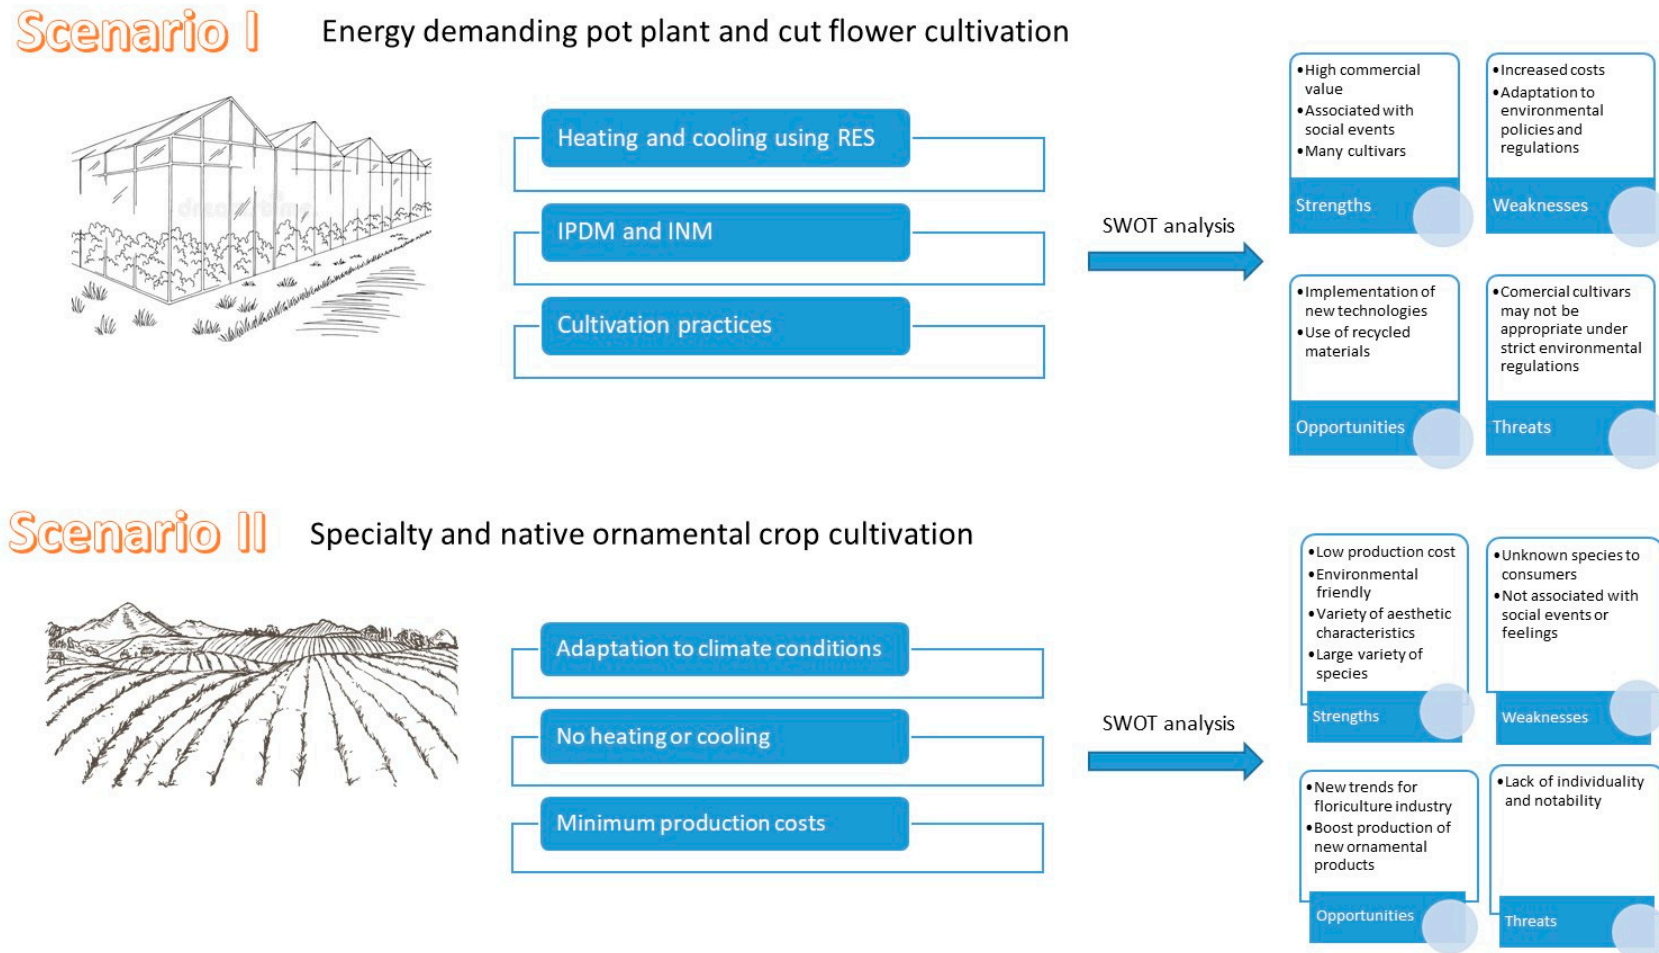 Scenario I
Energy demanding pot plant and cut flower cultivation
Heating and cooling using RES
IPDM and INM
Cultivation practices
SWOT analysis
•High commercial
value
•Associated with
social events
•Many cultivars
Strengths
•Increased costs
•Adaptation to
environmental
policies and
regulations
Weaknesses
•Implementation of
new technologies
•Use of recycled
materials
Opportunities
•Comercial cultivars
may not be
appropriate under
strict environmental
regulations
Threats
Scenario II
Specialty and native ornamental crop cultivation
Adaptation to climate conditions
No heating or cooling
Minimum production costs
SWOT analysis
•Low production cost
•Environmental
friendly
•Variety of aesthetic
characteristics
•Large variety of
species
Strengths
•Unknown species to
consumers
•Not associated with
social events or
feelings
Weaknesses
•New trends for
floriculture industry
•Boost production of
new ornamental
products
Opportunities
•Lack of individuality
and notability
Threats